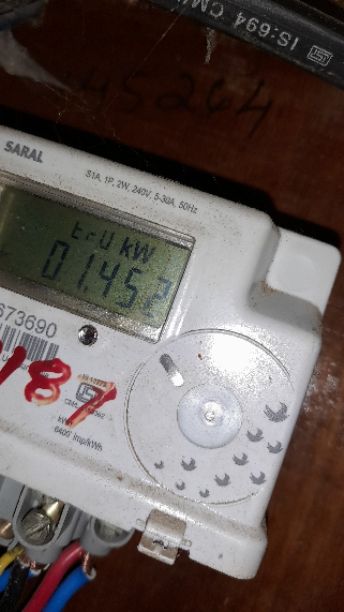 IS:694
45264
SARAL
S1A, 1P, 2W, 240V, 5-30A, 50Hz
kW
01.452
673690
187
6400 Imp/kWh